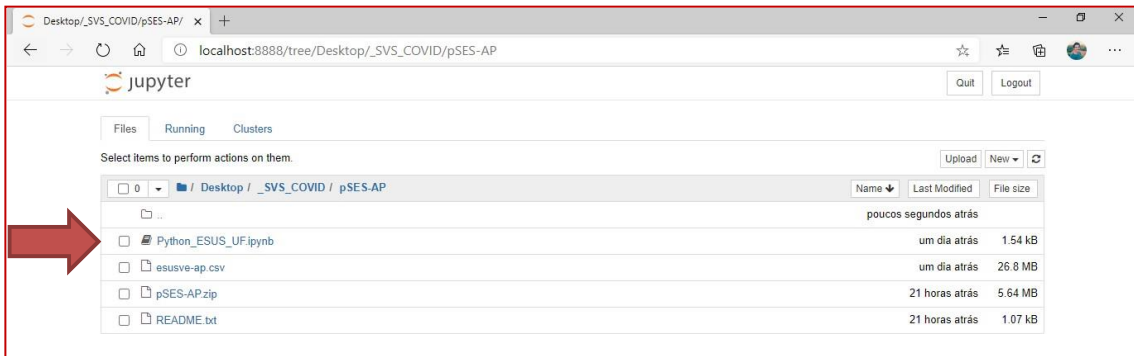 Desktop/_SVS_COVID/pSES-AP/
localhost:8888/tree/Desktop/_SVS_COVID/pSES-AP
jupyter
Quit Logout
Files Running Clusters
Select items to perform actions on them.
Upload New
0 / Desktop / _SVS_COVID / pSES-AP Name Last Modified File size
.. poucos segundos atrás
Python_ESUS_UF.ipynb um dia atrás 1.54 kB
esusve-ap.csv um dia atrás 26.8 MB
pSES-AP.zip 21 horas atrás 5.64 MB
README.txt 21 horas atrás 1.07 kB